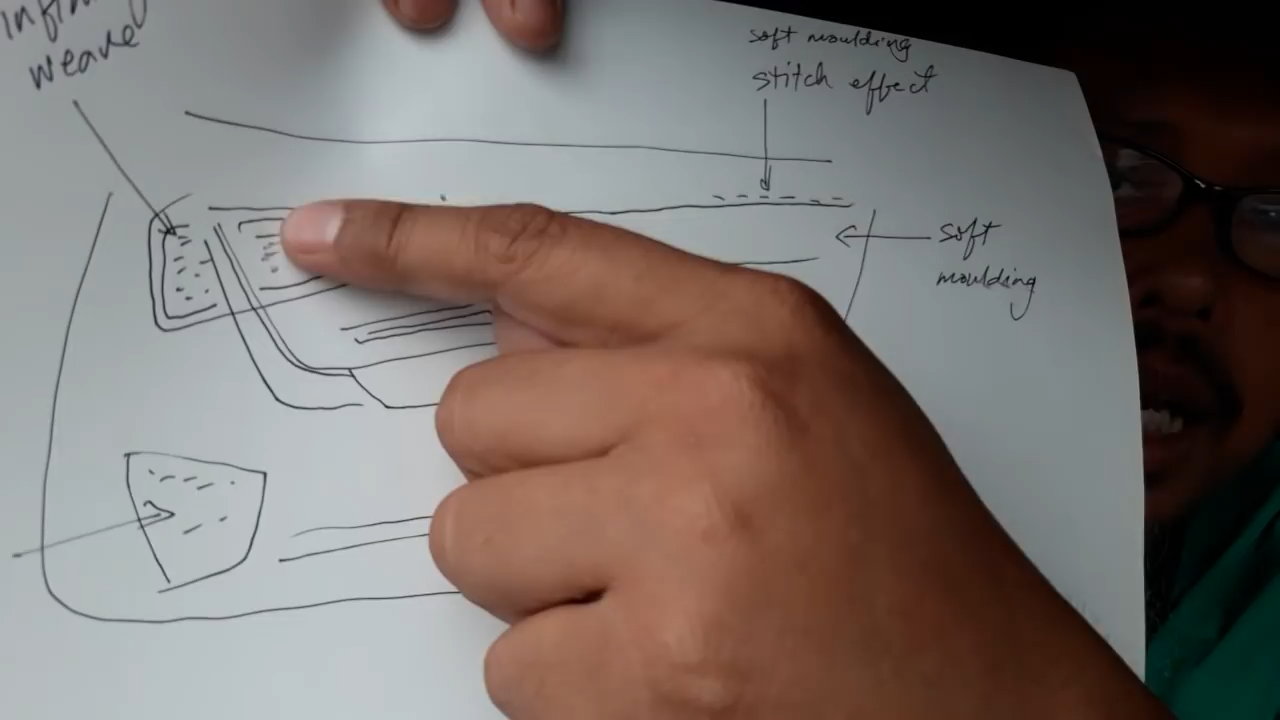 weave
soft moulding
stitch effect
soft
moulding